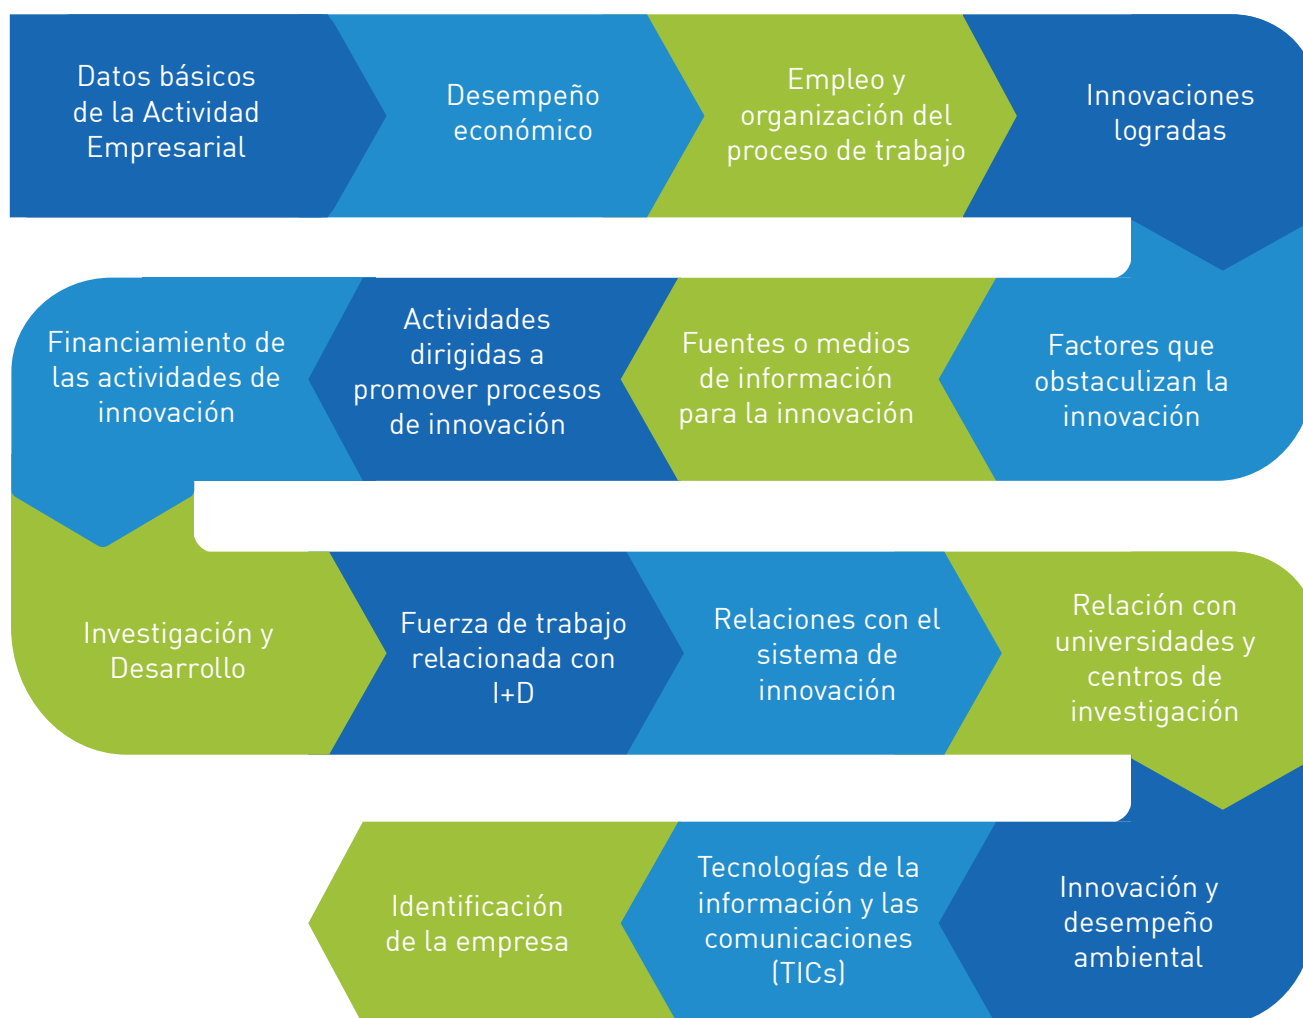 Datos básicos
de la Actividad
Empresarial
Desempeño
económico
Empleo y
organización del
proceso de trabajo
Innovaciones
logradas
Factores que
obstaculizan la
innovación
Fuentes o medios
de información
para la innovación
Actividades
dirigidas a
promover procesos
de innovación
Financiamiento de
las actividades de
innovación
Investigación y
Desarrollo
Fuerza de trabajo
relacionada con
I+D
Relaciones con el
sistema de
innovación
Relación con
universidades y
centros de
investigación
Innovación y
desempeño
ambiental
Tecnologías de la
información y las
comunicaciones
(TICs)
Identificación
de la empresa